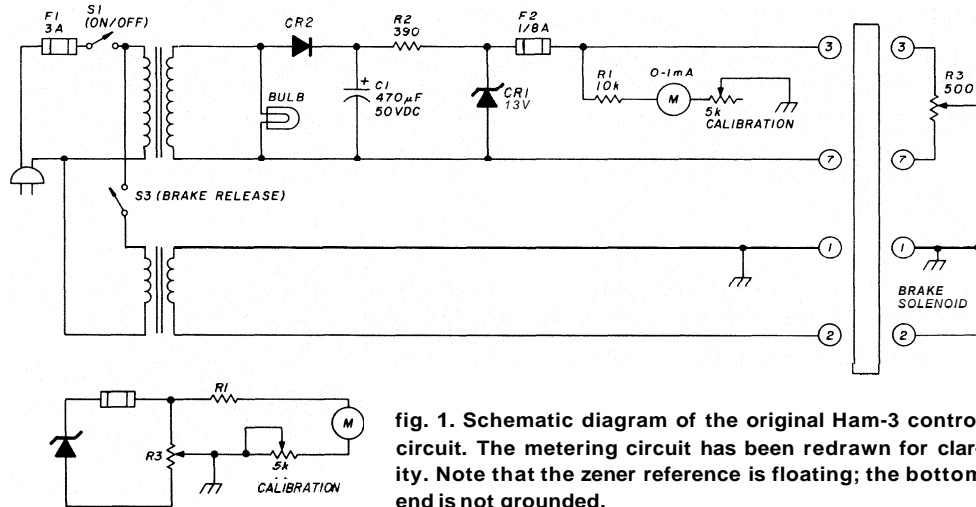 F1
3A
S1
(ON/OFF)
CR2
R2
390
F2
1/8A
BULB
+
C1
470µF
50VDC
CR1
13V
R1
10k
0-1mA
M
5k
CALIBRATION
3
3
R3
500
7
7
S3 (BRAKE RELEASE)
1
1
BRAKE
SOLENOID
2
2
R1
M
R3
5k
CALIBRATION
fig. 1. Schematic diagram of the original Ham-3 contro
circuit. The metering circuit has been redrawn for clar-
ity. Note that the zener reference is floating; the bottom
end is not grounded.